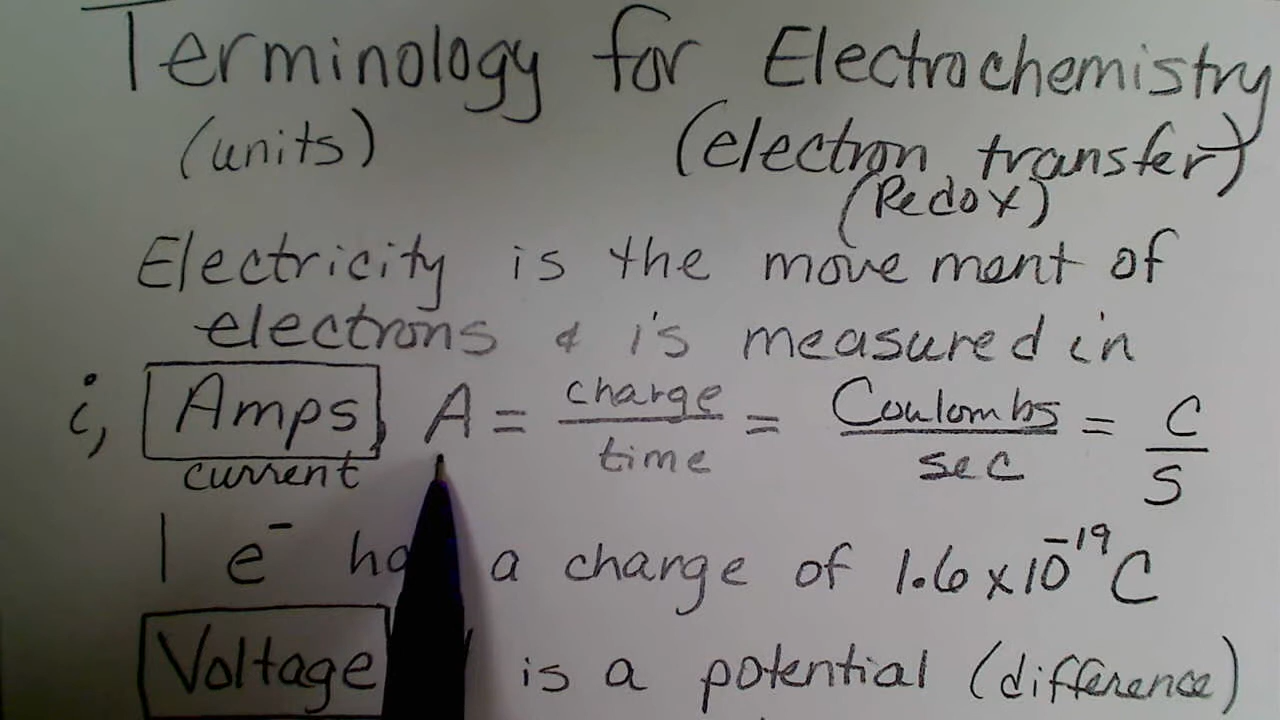 Terminology for Electrochemistry
(units) (electron transfer)
(Redox)
Electricity is the movement of
electrons & is measured in
i, Amps, A = charge/time = Coulombs/sec = C/s
current
1 e⁻ a charge of 1.6x10⁻¹⁹ C
Voltage is a potential (difference)